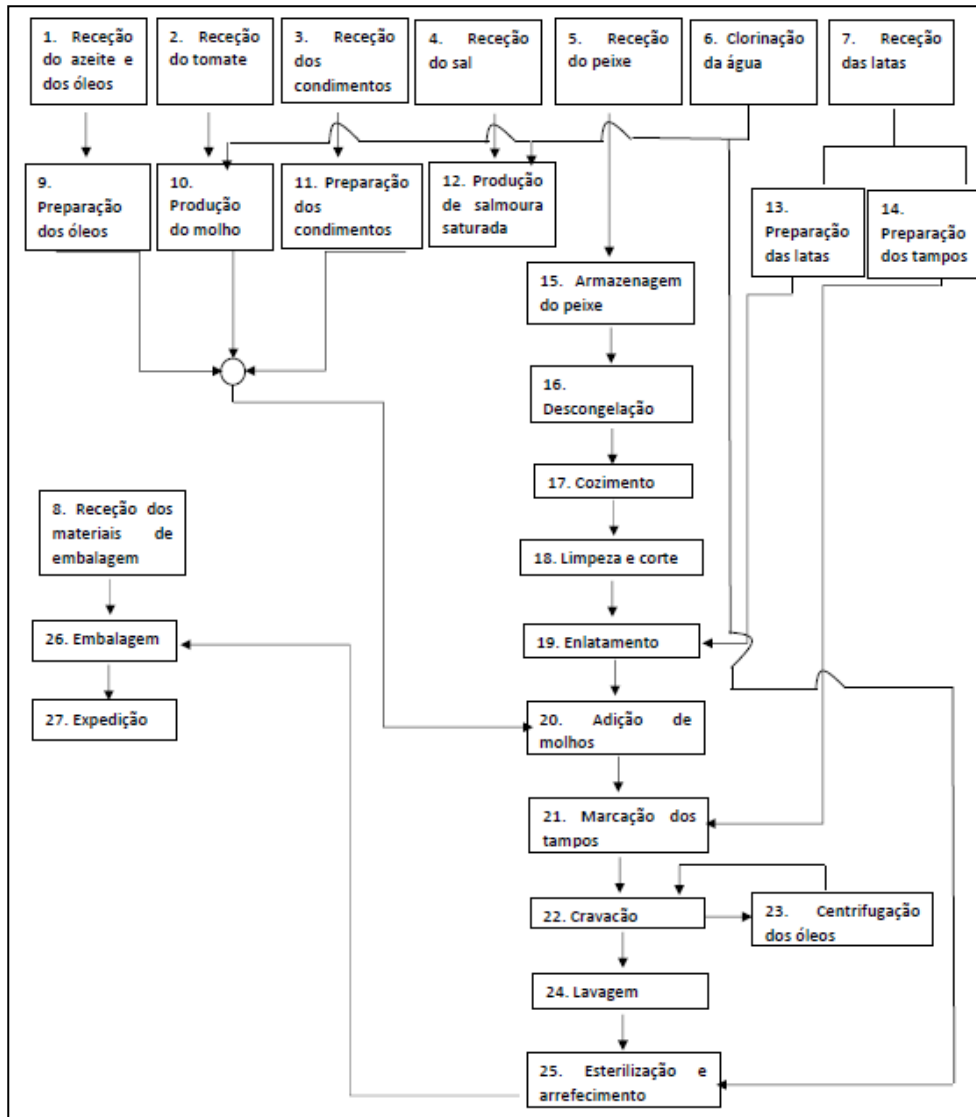 1. Receção
do azeite e
dos óleos
2. Receção
do tomate
3. Receção
dos
condimentos
4. Receção
do sal
5. Receção
do peixe
6. Clorinação
da água
7. Receção
das latas
9.
Preparação
dos óleos
10.
Produção
do molho
11. Preparação
dos
condimentos
12. Produção
de salmoura
saturada
13.
Preparação
das latas
14.
Preparação
dos tampos
15. Armazenagem
do peixe
16.
Descongelação
17. Cozimento
8. Receção dos
materiais de
embalagem
18. Limpeza e corte
26. Embalagem
19. Enlatamento
27. Expedição
20. Adição de
molhos
21. Marcação dos
tampos
22. Cravacão
23. Centrifugação
dos óleos
24. Lavagem
25. Esterilização e
arrefecimento